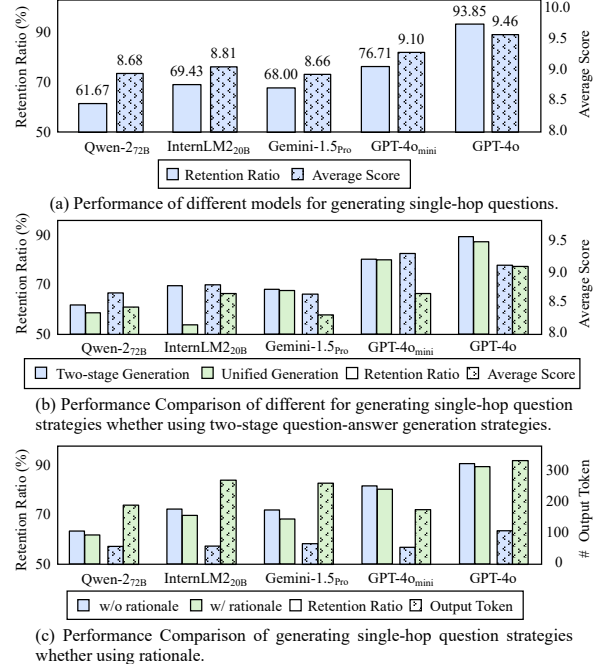 Retention Ratio (%)
90
70
50
61.67
8.68
69.43
8.81
68.00
8.66
76.71
9.10
93.85
9.46
10.0
9.5
9.0
8.5
8.0
Average Score
Qwen-272B
InternLM220B
Gemini-1.5Pro
GPT-4omini
GPT-4o
Retention Ratio
Average Score
(a) Performance of different models for generating single-hop questions.
Retention Ratio (%)
90
70
50
9.5
9.0
8.5
8.0
Average Score
Qwen-272B
InternLM220B
Gemini-1.5Pro
GPT-4omini
GPT-4o
Two-stage Generation
Unified Generation
Retention Ratio
Average Score
(b) Performance Comparison of different for generating single-hop question
strategies whether using two-stage question-answer generation strategies.
Retention Ratio (%)
90
70
50
300
200
100
0
# Output Token
Qwen-272B
InternLM220B
Gemini-1.5Pro
GPT-4omini
GPT-4o
w/o rationale
w/ rationale
Retention Ratio
Output Token
(c) Performance Comparison of generating single-hop question strategies
whether using rationale.